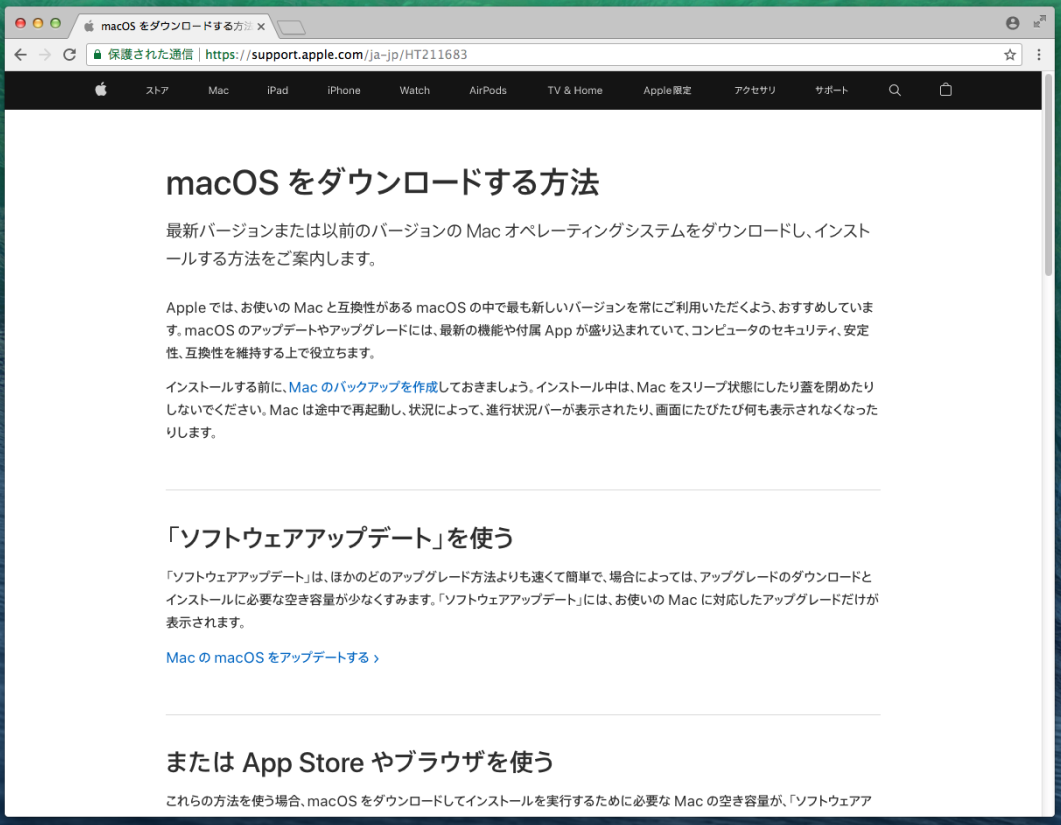 macOS をダウンロードする方法
保護された通信 https://support.apple.com/ja-jp/HT211683
ストア Mac iPad iPhone Watch AirPods TV & Home Apple限定 アクセサリ サポート
macOS をダウンロードする方法
最新バージョンまたは以前のバージョンの Mac オペレーティングシステムをダウンロードし、インスト
ールする方法をご案内します。
Apple では、お使いの Mac と互換性がある macOS の中で最も新しいバージョンを常にご利用いただくよう、おすすめしていま
す。macOS のアップデートやアップグレードには、最新の機能や付属 App が盛り込まれていて、コンピュータのセキュリティ、安定
性、互換性を維持する上で役立ちます。
インストールする前に、Mac のバックアップを作成しておきましょう。インストール中は、Mac をスリープ状態にしたり蓋を閉めたり
しないでください。Mac は途中で再起動し、状況によって、進行状況バーが表示されたり、画面にたびたび何も表示されなくなった
りします。
「ソフトウェアアップデート」を使う
「ソフトウェアアップデート」は、ほかのどのアップグレード方法よりも速くて簡単で、場合によっては、アップグレードのダウンロードと
インストールに必要な空き容量が少なくすみます。「ソフトウェアアップデート」には、お使いの Mac に対応したアップグレードだけが
表示されます。
Mac の macOS をアップデートする ›
または App Store やブラウザを使う
これらの方法を使う場合、macOS をダウンロードしてインストールを実行するために必要な Mac の空き容量が、「ソフトウェアア